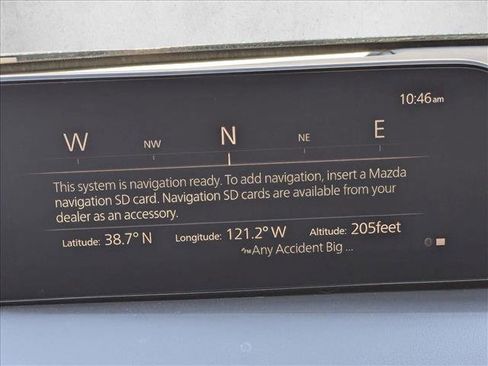 10:46am
W NW N NE E
This system is navigation ready. To add navigation, insert a Mazda
navigation SD card. Navigation SD cards are available from your
dealer as an accessory.
Latitude: 38.7° N Longitude: 121.2° W Altitude: 205feet
Any Accident Big ...